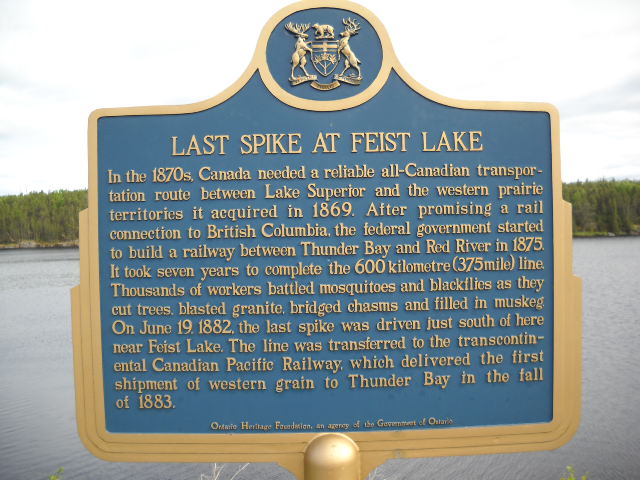 LAST SPIKE AT FEIST LAKE
In the 1870s, Canada needed a reliable all-Canadian transpor-
tation route between Lake Superior and the western prairie
territories it acquired in 1869. After promising a rail
connection to British Columbia, the federal government started
to build a railway between Thunder Bay and Red River in 1875.
It took seven years to complete the 600 kilometre (375 mile) line.
Thousands of workers battled mosquitoes and blackflies as they
cut trees, blasted granite, bridged chasms and filled in muskeg.
On June 19, 1882, the last spike was driven just south of here
near Feist Lake. The line was transferred to the transcontin-
ental Canadian Pacific Railway, which delivered the first
shipment of western grain to Thunder Bay in the fall
of 1883.
Ontario Heritage Foundation, an agency of the Government of Ontario